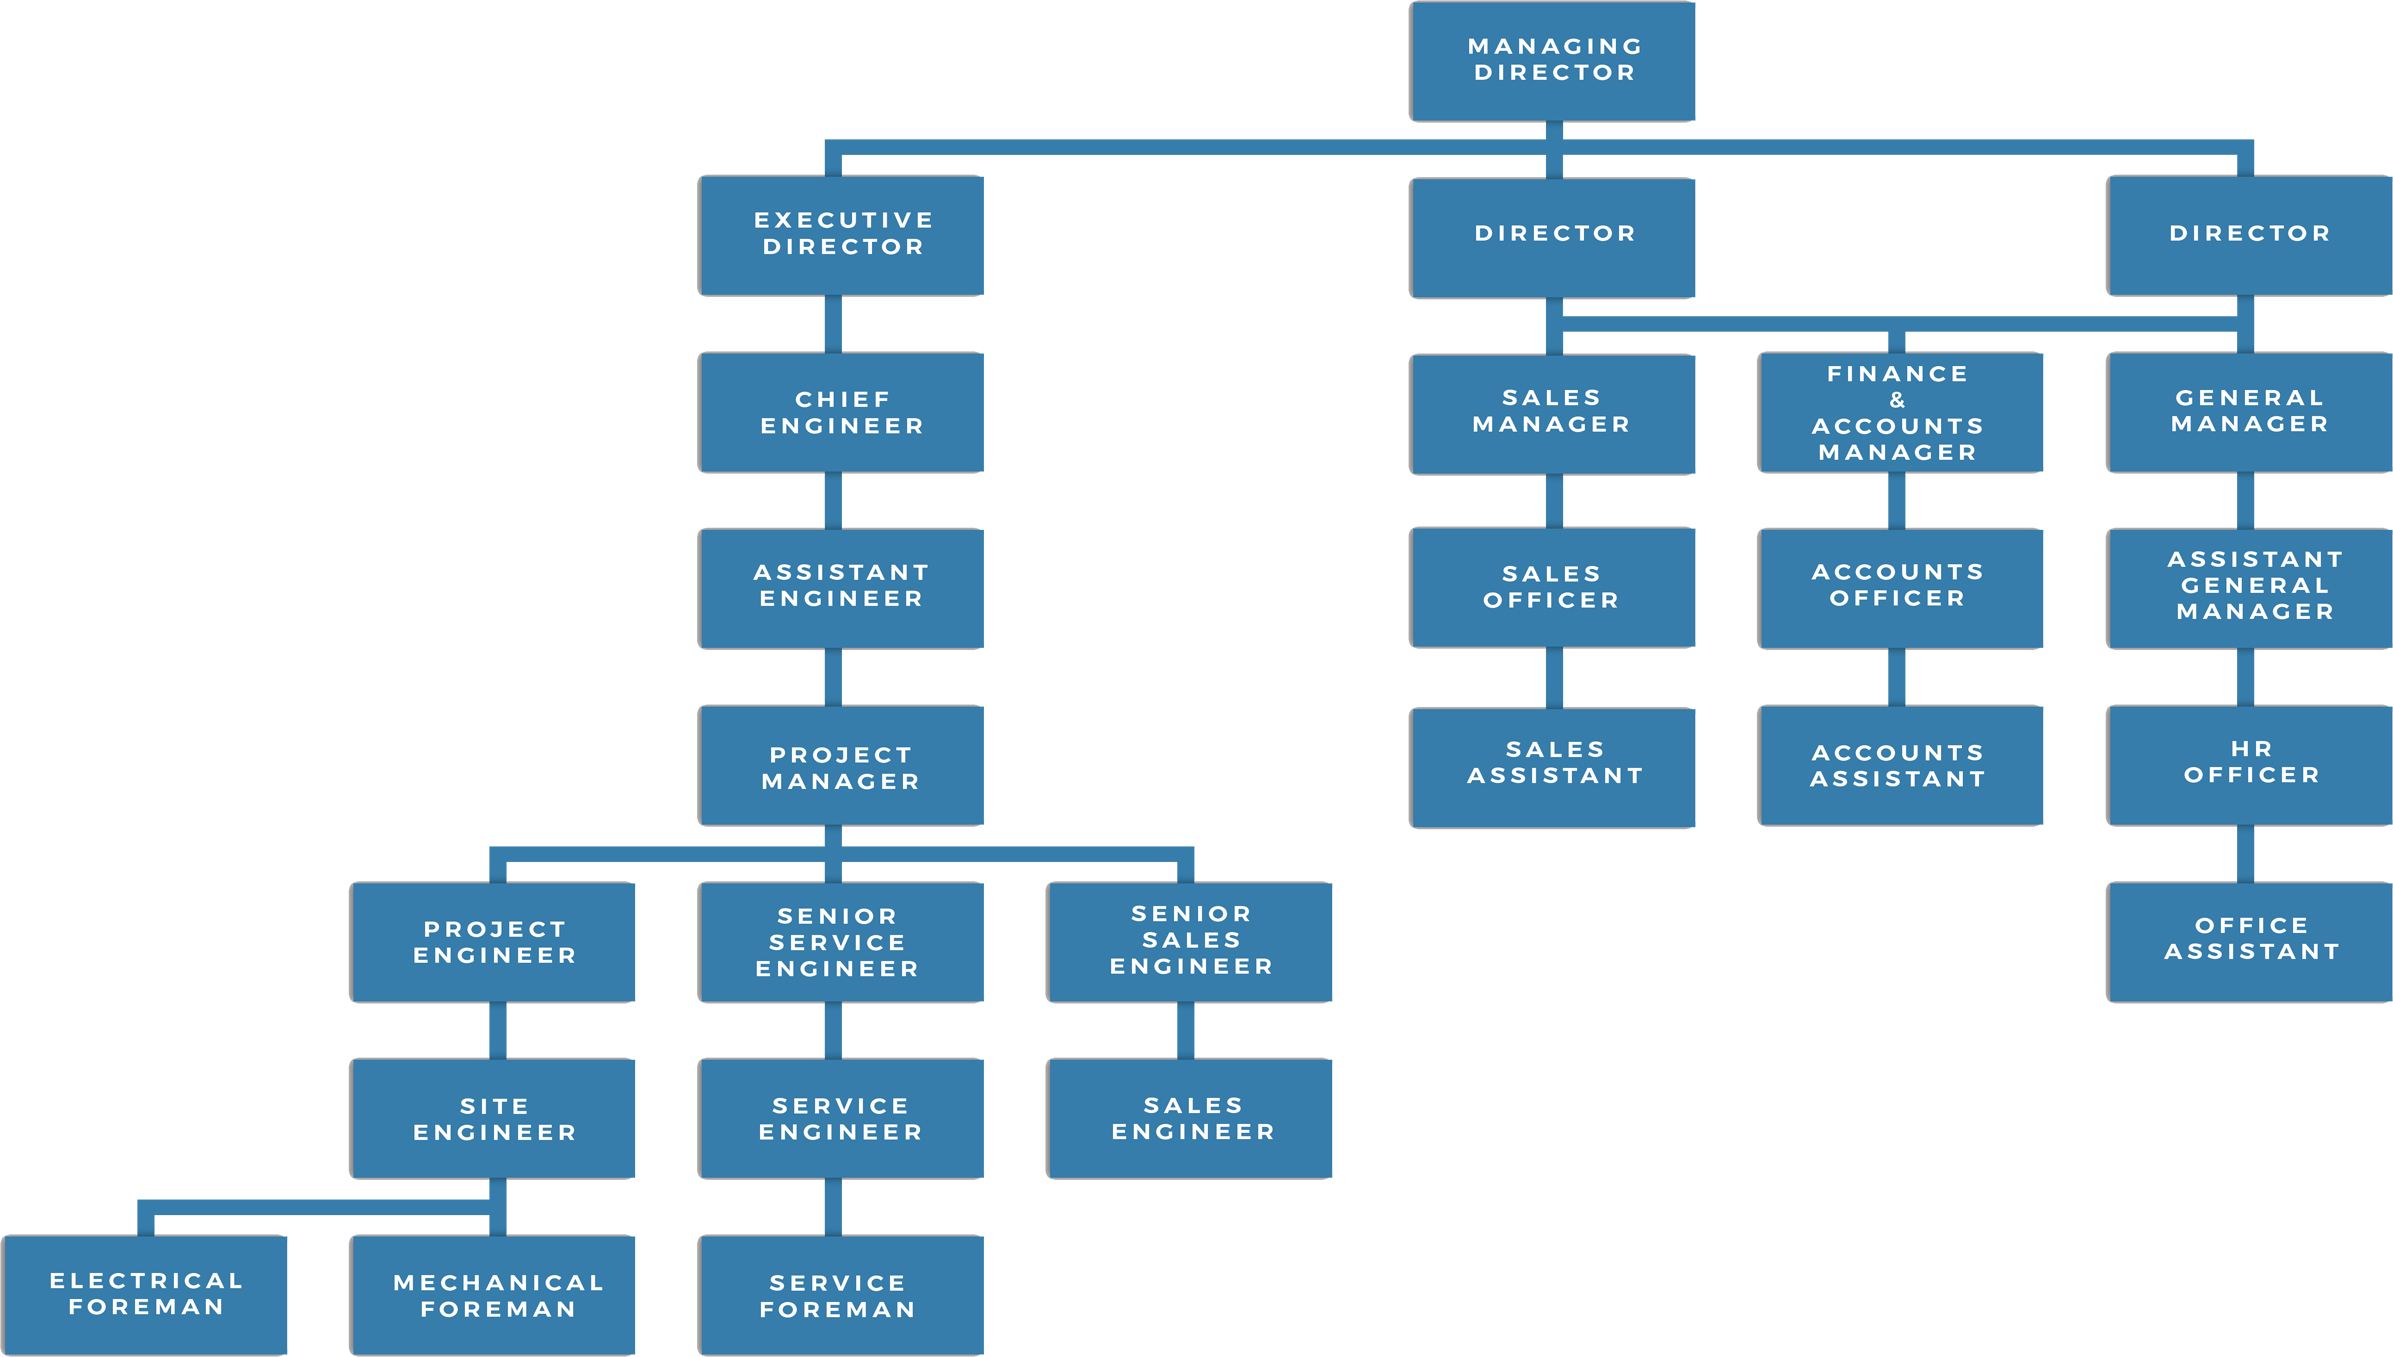 MANAGING
DIRECTOR
EXECUTIVE
DIRECTOR
DIRECTOR
DIRECTOR
CHIEF
ENGINEER
SALES
MANAGER
FINANCE
&
ACCOUNTS
MANAGER
GENERAL
MANAGER
ASSISTANT
ENGINEER
SALES
OFFICER
ACCOUNTS
OFFICER
ASSISTANT
GENERAL
MANAGER
PROJECT
MANAGER
SALES
ASSISTANT
ACCOUNTS
ASSISTANT
HR
OFFICER
PROJECT
ENGINEER
SENIOR
SERVICE
ENGINEER
SENIOR
SALES
ENGINEER
OFFICE
ASSISTANT
SITE
ENGINEER
SERVICE
ENGINEER
SALES
ENGINEER
ELECTRICAL
FOREMAN
MECHANICAL
FOREMAN
SERVICE
FOREMAN